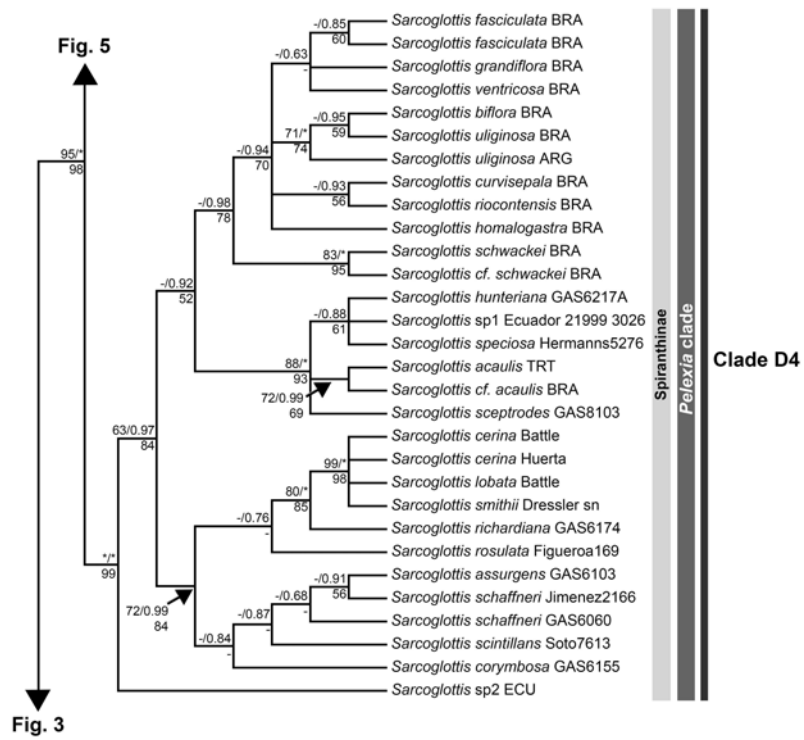 Fig. 5
95/*
98
Fig. 3
*/*
99
63/0.97
84
-/0.92
52
-/0.98
78
-/0.94
70
-/0.63
-
-/0.85
60
71/*
74
-/0.95
59
-/0.93
56
83/*
95
88/*
93
-/0.88
61
72/0.99
69
72/0.99
84
-/0.76
-
80/*
85
99/*
98
-/0.84
-
-/0.87
-
-/0.68
-
-/0.91
56
Sarcoglottis fasciculata BRA
Sarcoglottis fasciculata BRA
Sarcoglottis grandiflora BRA
Sarcoglottis ventricosa BRA
Sarcoglottis biflora BRA
Sarcoglottis uliginosa BRA
Sarcoglottis uliginosa ARG
Sarcoglottis curvisepala BRA
Sarcoglottis riocontensis BRA
Sarcoglottis homalogastra BRA
Sarcoglottis schwackei BRA
Sarcoglottis cf. schwackei BRA
Sarcoglottis hunteriana GAS6217A
Sarcoglottis sp1 Ecuador 21999 3026
Sarcoglottis speciosa Hermanns5276
Sarcoglottis acaulis TRT
Sarcoglottis cf. acaulis BRA
Sarcoglottis sceptrodes GAS8103
Sarcoglottis cerina Battle
Sarcoglottis cerina Huerta
Sarcoglottis lobata Battle
Sarcoglottis smithii Dressler sn
Sarcoglottis richardiana GAS6174
Sarcoglottis rosulata Figueroa169
Sarcoglottis assurgens GAS6103
Sarcoglottis schaffneri Jimenez2166
Sarcoglottis schaffneri GAS6060
Sarcoglottis scintillans Soto7613
Sarcoglottis corymbosa GAS6155
Sarcoglottis sp2 ECU
Spiranthinae
Pelexia clade
Clade D4